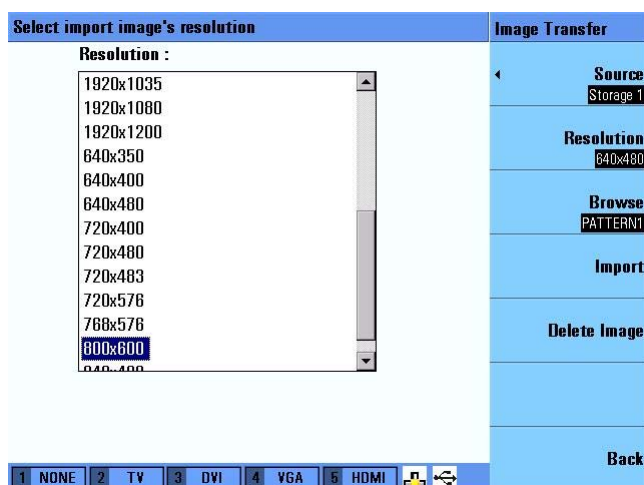 Select import image's resolution
Image Transfer
Resolution :
1920x1035
1920x1080
1920x1200
640x350
640x400
640x480
720x400
720x480
720x483
720x576
768x576
800x600
Source
Storage 1
Resolution
640x480
Browse
PATTERN1
Import
Delete Image
Back
1 NONE 2 TV 3 DVI 4 VGA 5 HDMI